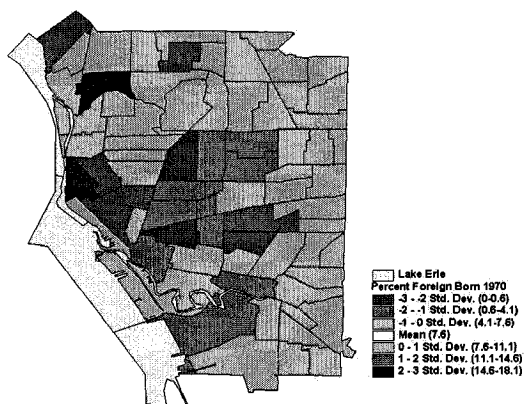 Lake Erie
Percent Foreign Born 1970
-3 - -2 Std. Dev. (0-0.6)
-2 - -1 Std. Dev. (0.6-4.1)
-1 - 0 Std. Dev. (4.1-7.6)
Mean (7.6)
0 - 1 Std. Dev. (7.6-11.1)
1 - 2 Std. Dev. (11.1-14.6)
2 - 3 Std. Dev. (14.6-18.1)